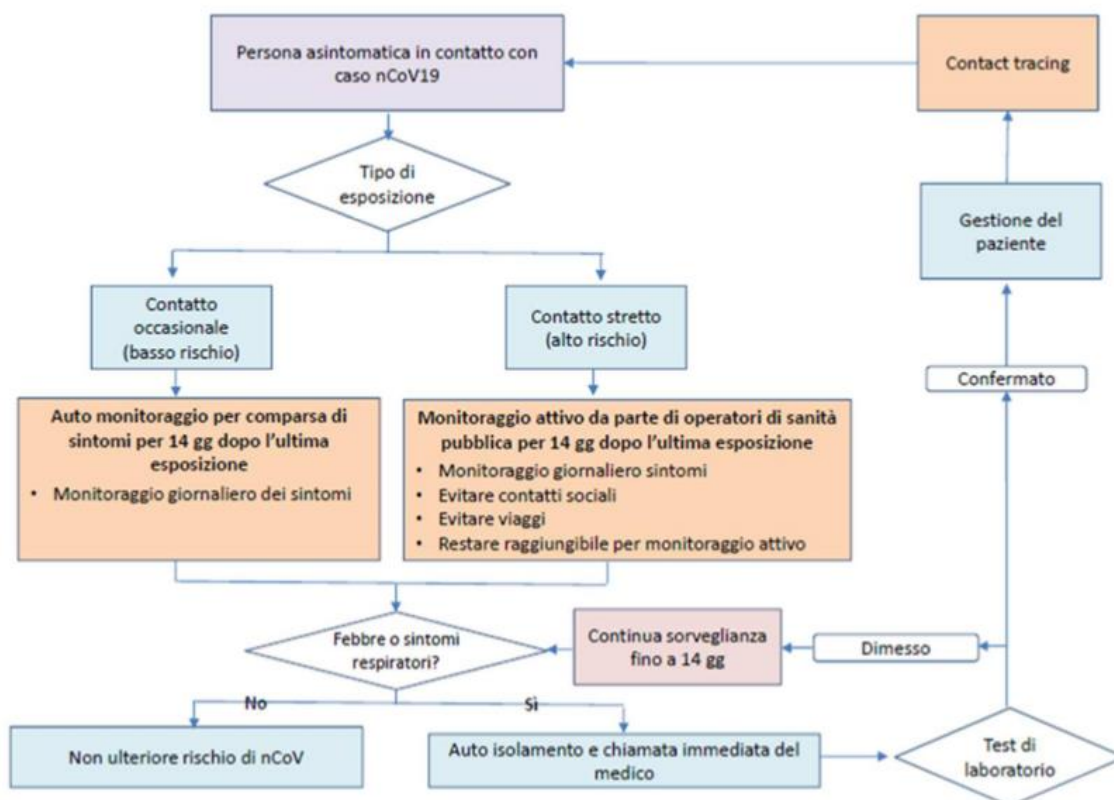 Persona asintomatica in contatto con
caso nCoV19
Contact tracing
Tipo di
esposizione
Gestione del
paziente
Contatto
occasionale
(basso rischio)
Contatto stretto
(alto rischio)
Confermato
Auto monitoraggio per comparsa di
sintomi per 14 gg dopo l'ultima
esposizione
• Monitoraggio giornaliero dei sintomi
Monitoraggio attivo da parte di operatori di sanità
pubblica per 14 gg dopo l'ultima esposizione
• Monitoraggio giornaliero sintomi
• Evitare contatti sociali
• Evitare viaggi
• Restare raggiungibile per monitoraggio attivo
Febbre o sintomi
respiratori?
Continua sorveglianza
fino a 14 gg
Dimesso
No
Sì
Non ulteriore rischio di nCoV
Auto isolamento e chiamata immediata del
medico
Test di
laboratorio